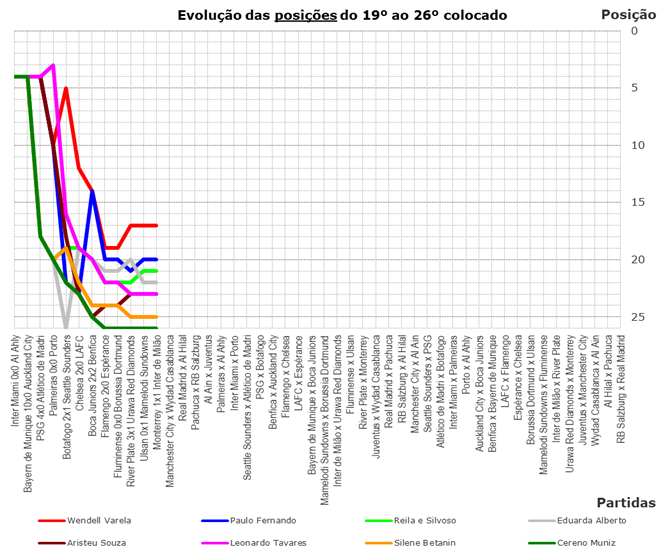 Evolução das posições do 19º ao 26º colocado
Posição
0
5
10
15
20
25
Inter Miami 0x0 Al Ahly
Bayern de Munique 10x0 Auckland City
PSG 4x0 Atlético de Madri
Palmeiras 0x0 Porto
Botafogo 2x1 Seattle Sounders
Chelsea 2x0 LAFC
Boca Juniors 2x2 Benfica
Flamengo 2x0 Espérance
Fluminense 0x0 Borussia Dortmund
River Plate 3x1 Urawa Red Diamonds
Ulsan 0x1 Mamelodi Sundowns
Monterrey 1x1 Inter de Milão
Manchester City x Wydad Casablanca
Real Madrid x Al Hilal
Pachuca x RB Salzburg
Al Ain x Juventus
Palmeiras x Al Ahly
Inter Miami x Porto
Seattle Sounders x Atlético de Madri
PSG x Botafogo
Benfica x Auckland City
Flamengo x Chelsea
LAFC x Espérance
Bayern de Munique x Boca Juniors
Mamelodi Sundowns x Borussia Dortmund
Inter de Milão x Urawa Red Diamonds
Fluminense x Ulsan
River Plate x Monterrey
Juventus x Wydad Casablanca
Real Madrid x Pachuca
RB Salzburg x Al Hilal
Manchester City x Al Ain
Seattle Sounders x PSG
Atlético de Madri x Botafogo
Inter Miami x Palmeiras
Porto x Al Ahly
Auckland City x Boca Juniors
Benfica x Bayern de Munique
LAFC x Flamengo
Espérance x Chelsea
Borussia Dortmund x Ulsan
Mamelodi Sundowns x Fluminense
Inter de Milão x River Plate
Urawa Red Diamonds x Monterrey
Juventus x Manchester City
Wydad Casablanca x Al Ain
Al Hilal x Pachuca
RB Salzburg x Real Madrid
Partidas
Wendell Varela
Paulo Fernando
Reila e Silvoso
Eduarda Alberto
Aristeu Souza
Leonardo Tavares
Silene Betanin
Cereno Muniz